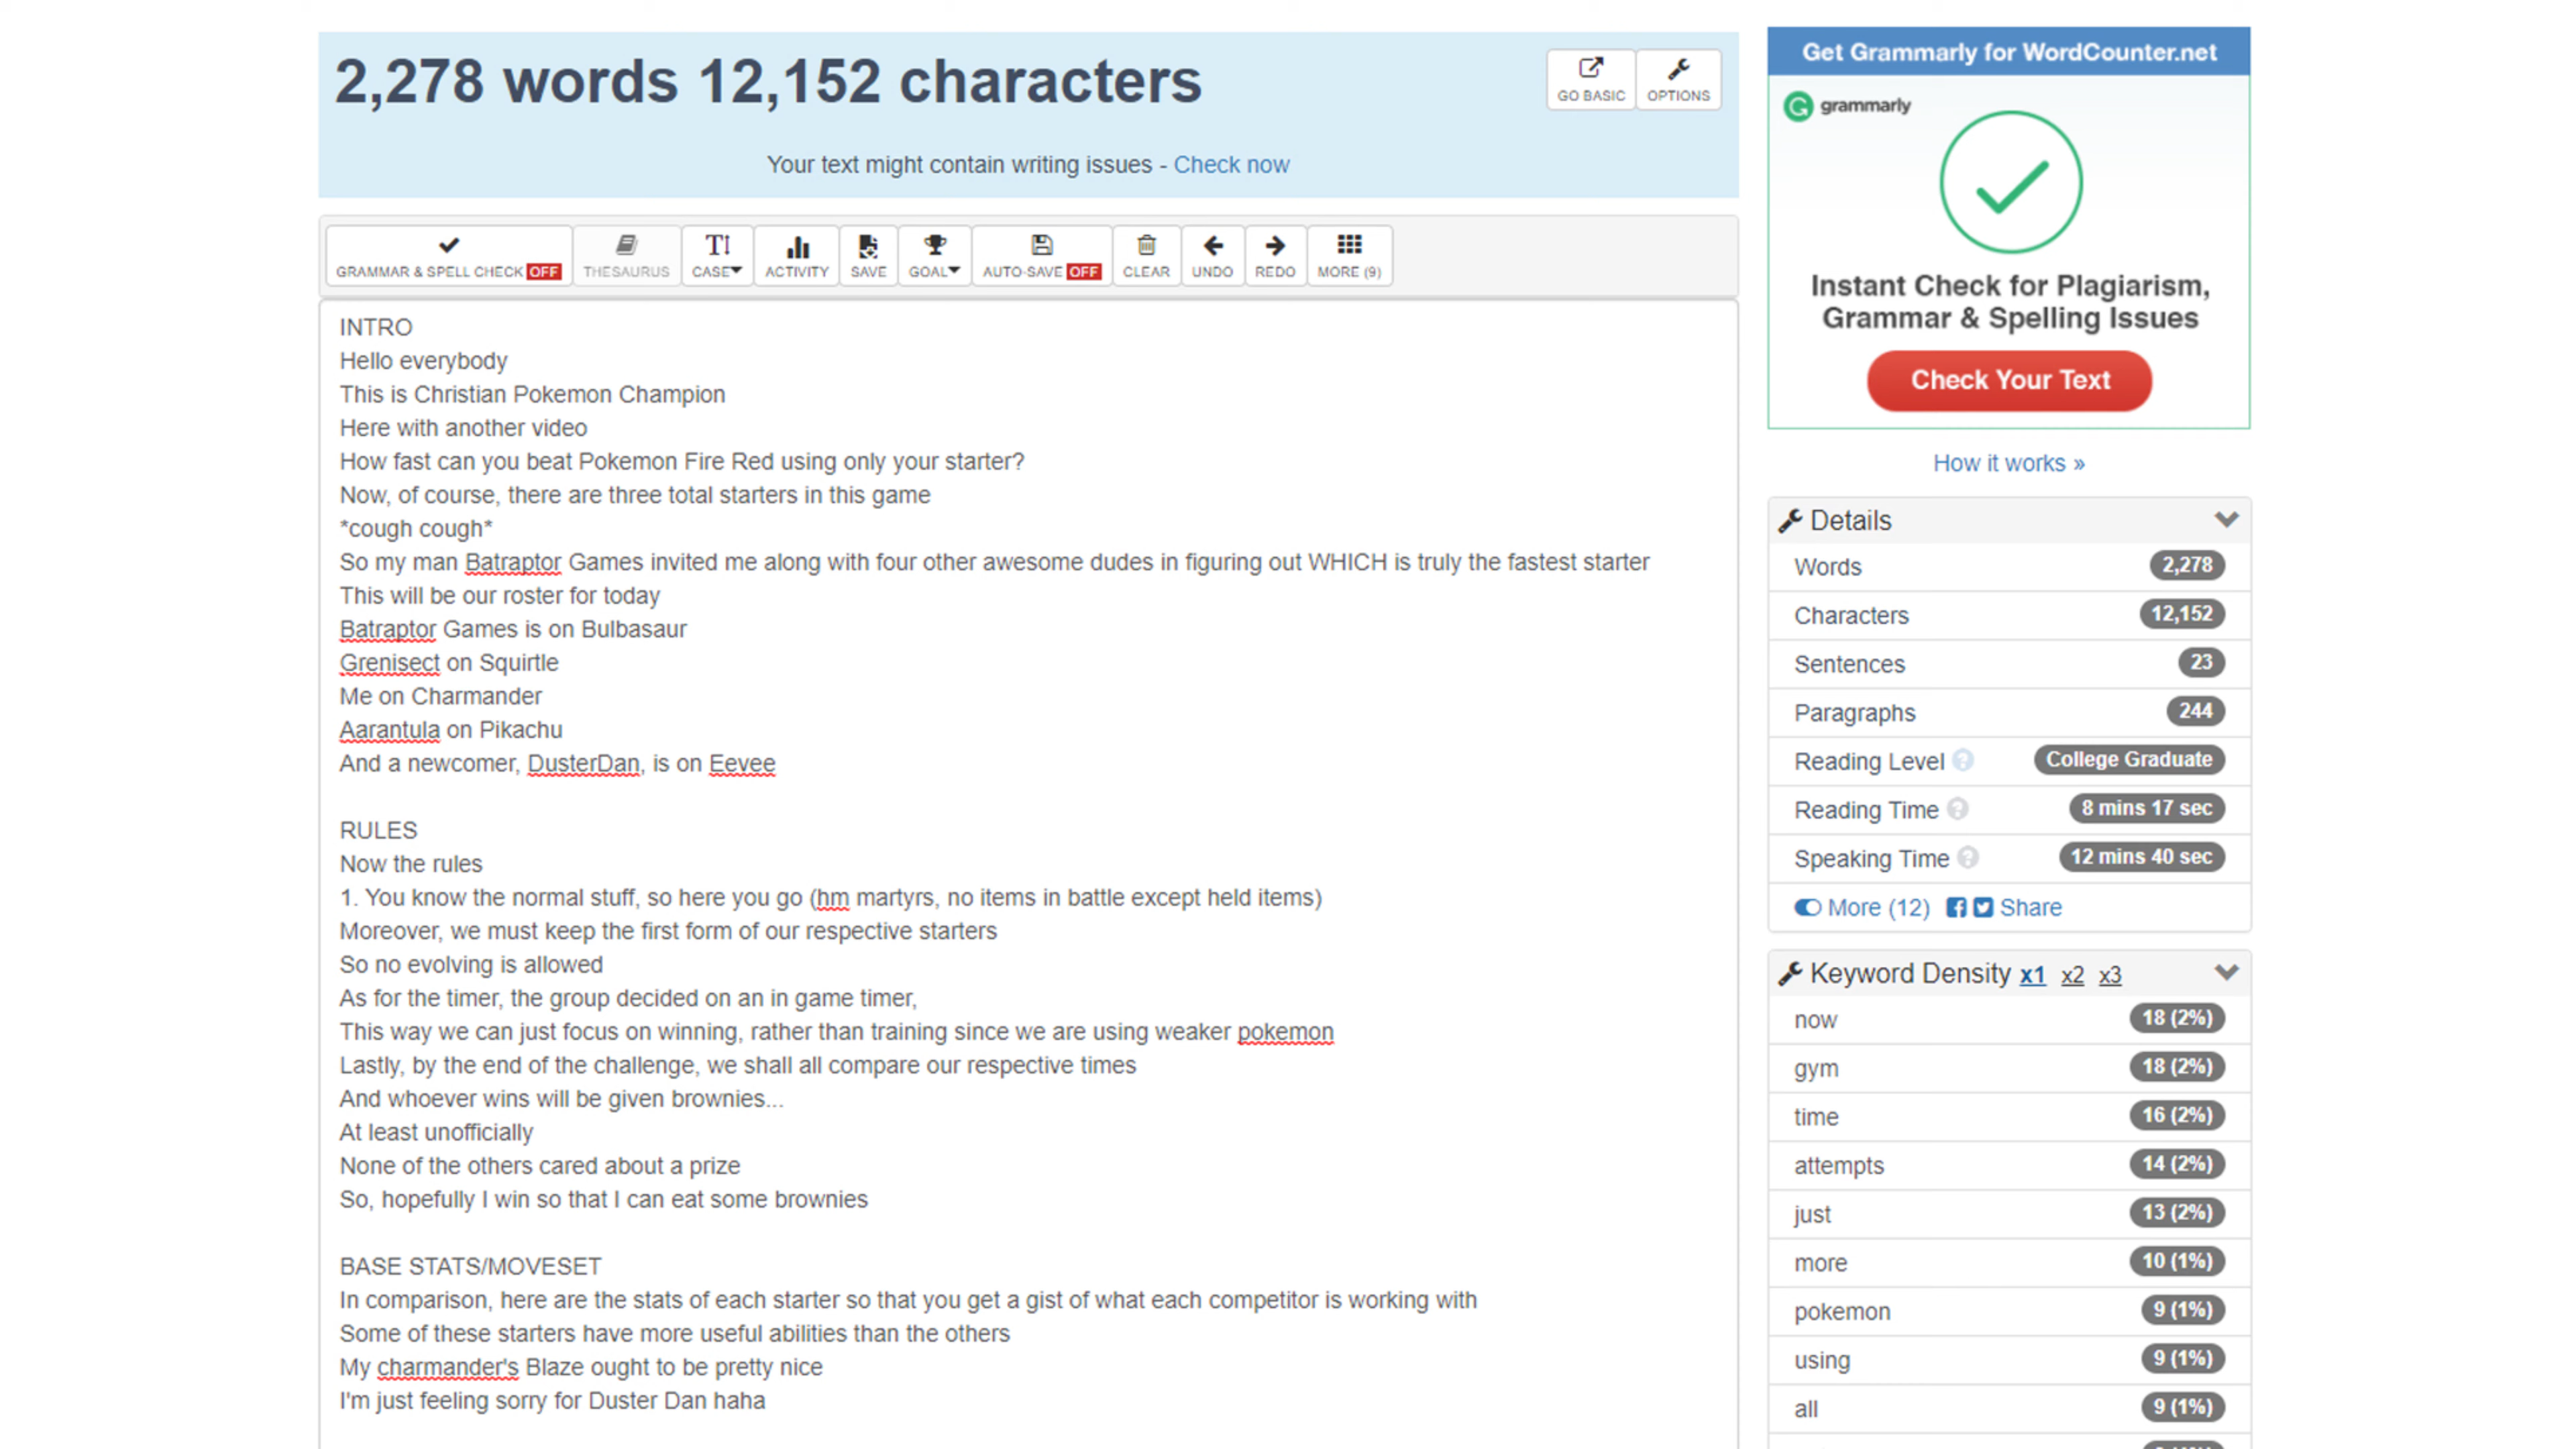 2,278 words 12,152 characters
GO BASIC
OPTIONS
Your text might contain writing issues - Check now
GRAMMAR & SPELL CHECK OFF
THESAURUS
CASE
ACTIVITY
SAVE
GOAL
AUTO-SAVE OFF
CLEAR
UNDO
REDO
MORE (9)
INTRO
Hello everybody
This is Christian Pokemon Champion
Here with another video
How fast can you beat Pokemon Fire Red using only your starter?
Now, of course, there are three total starters in this game
*cough cough*
So my man Batraptor Games invited me along with four other awesome dudes in figuring out WHICH is truly the fastest starter
This will be our roster for today
Batraptor Games is on Bulbasaur
Grenisect on Squirtle
Me on Charmander
Aarantula on Pikachu
And a newcomer, DusterDan, is on Eevee
RULES
Now the rules
1. You know the normal stuff, so here you go (hm martyrs, no items in battle except held items)
Moreover, we must keep the first form of our respective starters
So no evolving is allowed
As for the timer, the group decided on an in game timer,
This way we can just focus on winning, rather than training since we are using weaker pokemon
Lastly, by the end of the challenge, we shall all compare our respective times
And whoever wins will be given brownies...
At least unofficially
None of the others cared about a prize
So, hopefully I win so that I can eat some brownies
BASE STATS/MOVESET
In comparison, here are the stats of each starter so that you get a gist of what each competitor is working with
Some of these starters have more useful abilities than the others
My charmander's Blaze ought to be pretty nice
I'm just feeling sorry for Duster Dan haha
Get Grammarly for WordCounter.net
grammarly
Instant Check for Plagiarism,
Grammar & Spelling Issues
Check Your Text
How it works »
Details
Words 2,278
Characters 12,152
Sentences 23
Paragraphs 244
Reading Level ? College Graduate
Reading Time ? 8 mins 17 sec
Speaking Time ? 12 mins 40 sec
More (12) Share
Keyword Density x1 x2 x3
now 18 (2%)
gym 18 (2%)
time 16 (2%)
attempts 14 (2%)
just 13 (2%)
more 10 (1%)
pokemon 9 (1%)
using 9 (1%)
all 9 (1%)